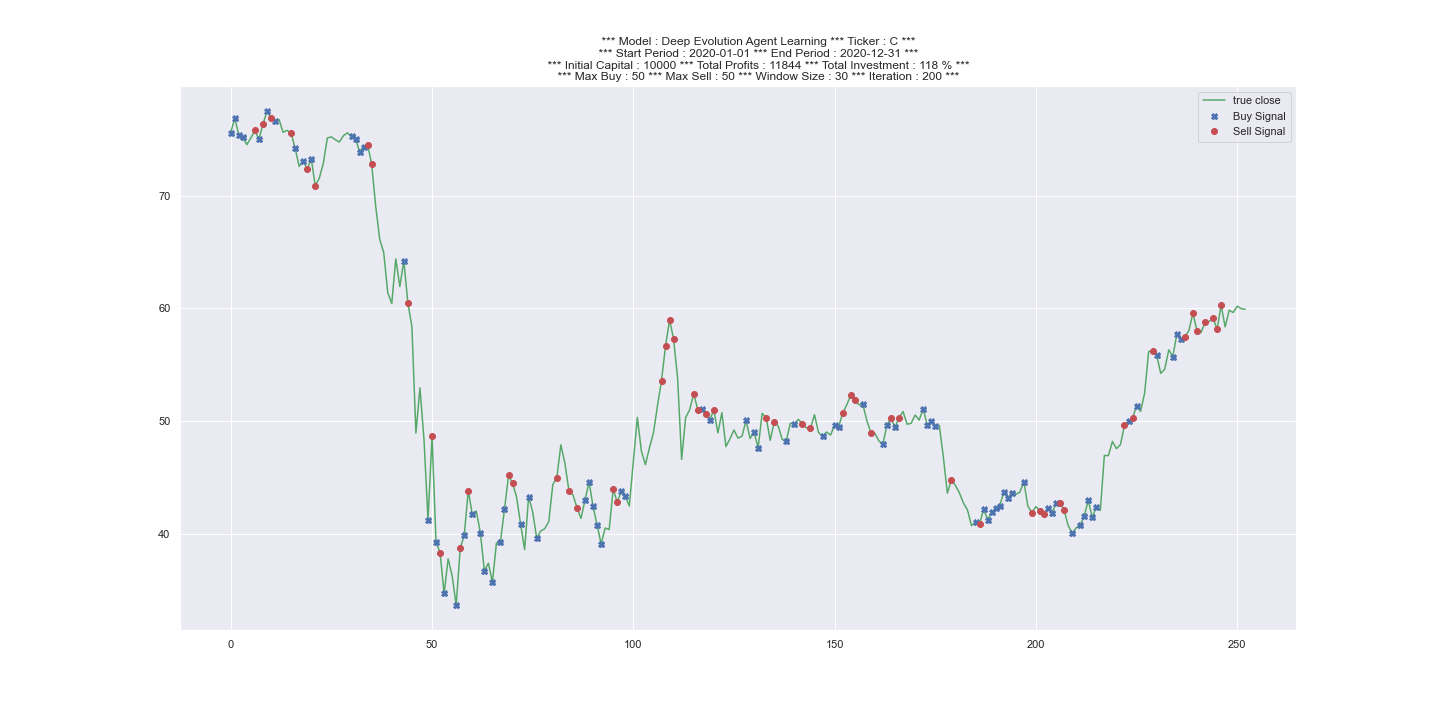 *** Model : Deep Evolution Agent Learning *** Ticker : C ***
*** Start Period : 2020-01-01 *** End Period : 2020-12-31 ***
*** Initial Capital : 10000 *** Total Profits : 11844 *** Total Investment : 118 % ***
*** Max Buy : 50 *** Max Sell : 50 *** Window Size : 30 *** Iteration : 200 ***
true close
Buy Signal
Sell Signal
70
60
50
40
0 50 100 150 200 250